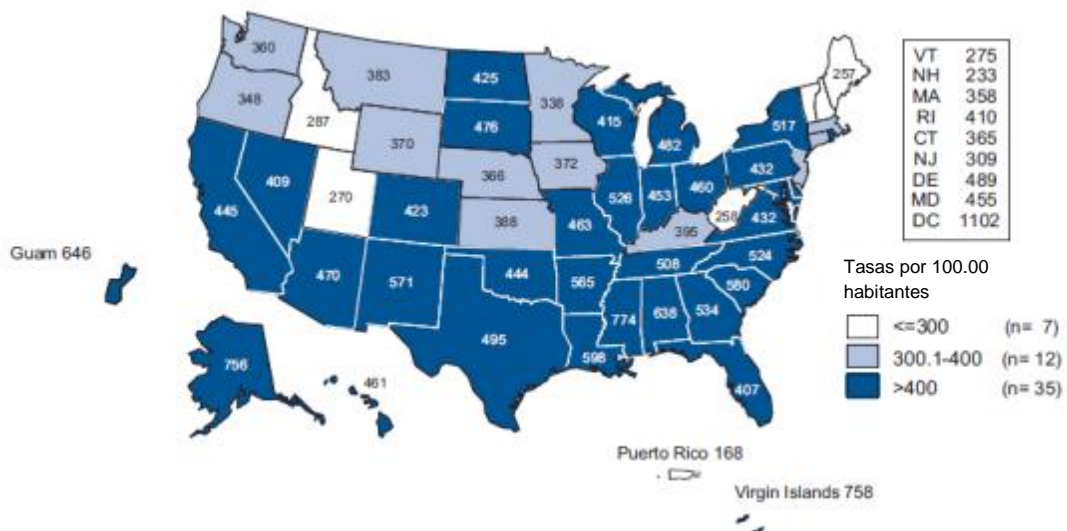 360
383
425
338
257
VT 275
NH 233
MA 358
RI 410
CT 365
NJ 309
DE 489
MD 455
DC 1102
348
287
370
476
415
482
517
409
270
366
372
526
453
460
432
445
423
388
463
395
258
432
Guam 646
470
571
444
565
508
524
580
774
638
534
495
598
407
756
461
Tasas por 100.00
habitantes
<=300 (n= 7)
300.1-400 (n= 12)
>400 (n= 35)
Puerto Rico 168
Virgin Islands 758